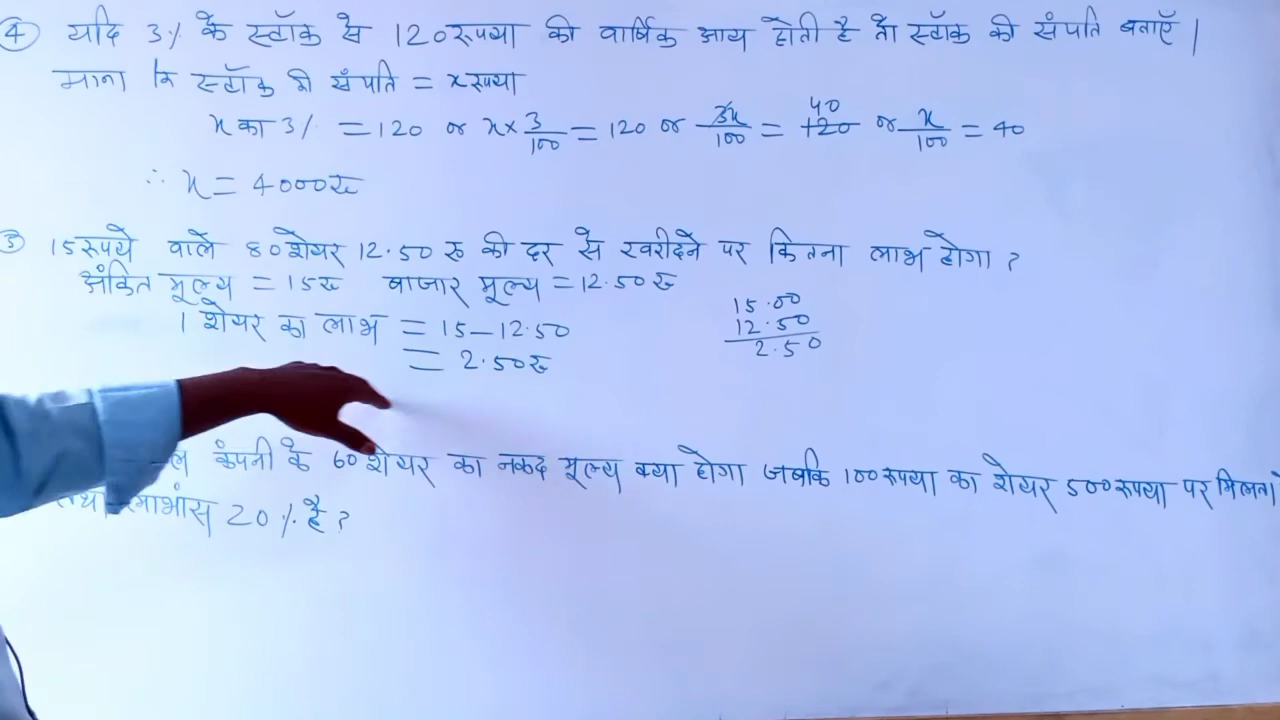 ④ यदि 3% के स्टॉक से 120 रूपया की वार्षिक आय होती है तो स्टॉक की संपति बताएँ |
माना कि स्टॉक की संपति = x रूपया
x का 3% = 120 or x × 3/100 = 120 or 3x/100 = 120 40 or x/100 = 40
∴ x = 4000 रू
15 रूपये वाले 80 शेयर 12.50 रू की दर से खरीदने पर कितना लाभ होगा ?
अंकित मूल्य = 15 रू बाजार मूल्य = 12.50 रू
1 शेयर का लाभ = 15 – 12.50
= 2.50 रू
15.00
12.50
2.50
कंपनी के 60 शेयर का नकद मूल्य क्या होगा जबकि 100 रूपया का शेयर 500 रूपया पर मिलता
लाभांस 20% है ?